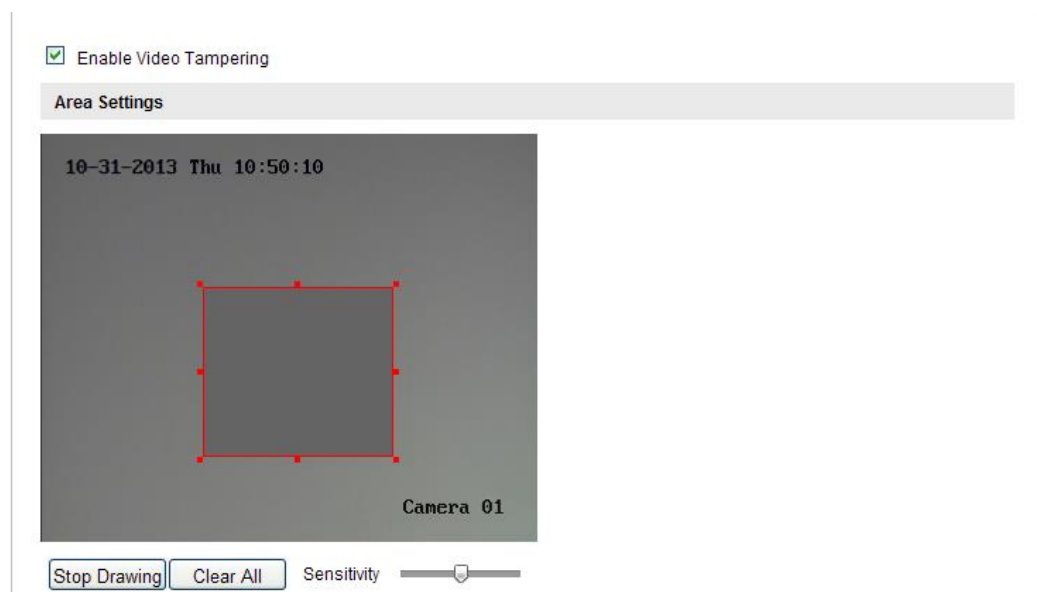 Enable Video Tampering
Area Settings
10-31-2013 Thu 10:50:10
Camera 01
Stop Drawing Clear All Sensitivity